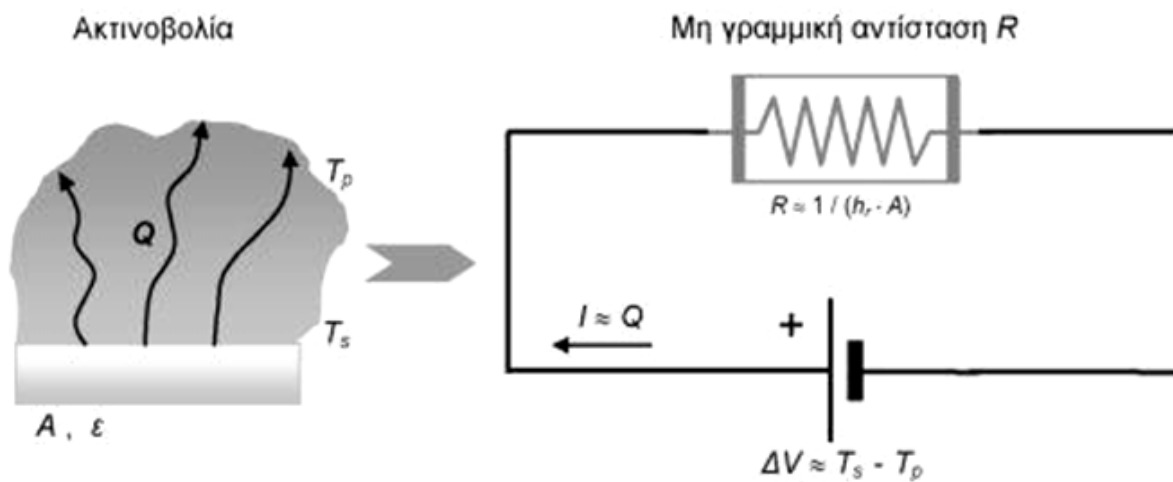 Ακτινοβολία
Μη γραμμική αντίσταση R
T_p
Q
T_s
A , ε
R ≈ 1 / (h_r · A)
I ≈ Q
+
ΔV ≈ T_s - T_p